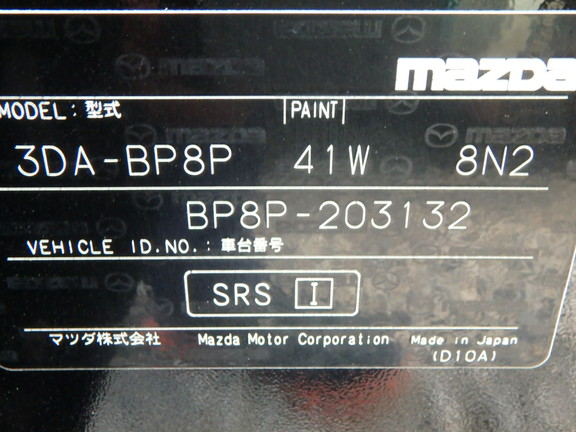 mazda
MODEL: 型式 PAINT
3DA-BP8P 41W 8N2
BP8P-203132
VEHICLE ID.NO.: 車台番号
SRS I
マツダ株式会社 Mazda Motor Corporation Made in Japan
(D10A)